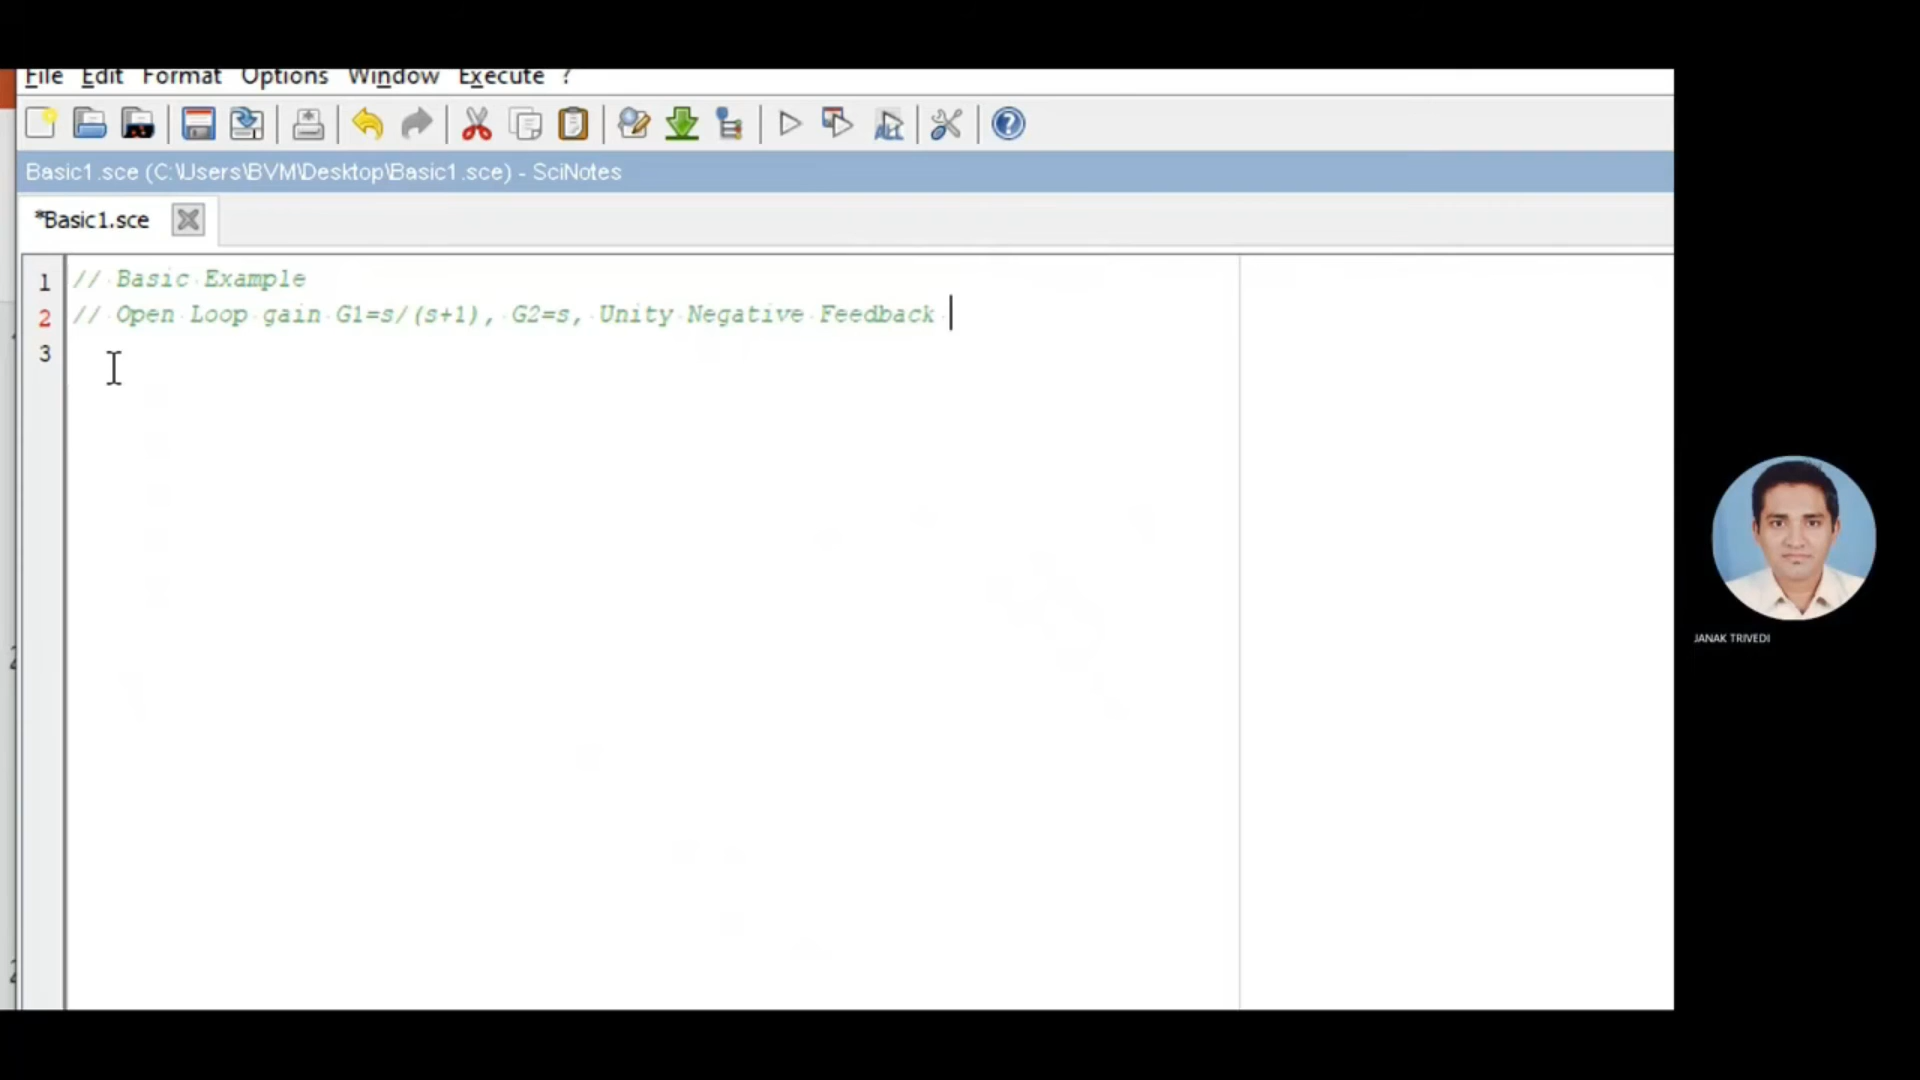 File Edit Format Options Window Execute ?
Basic1.sce (C:\Users\BVM\Desktop\Basic1.sce) - SciNotes
*Basic1.sce
1 // Basic Example
2 // Open Loop gain G1=s/(s+1), G2=s, Unity Negative Feedback
3
JANAK TRIVEDI